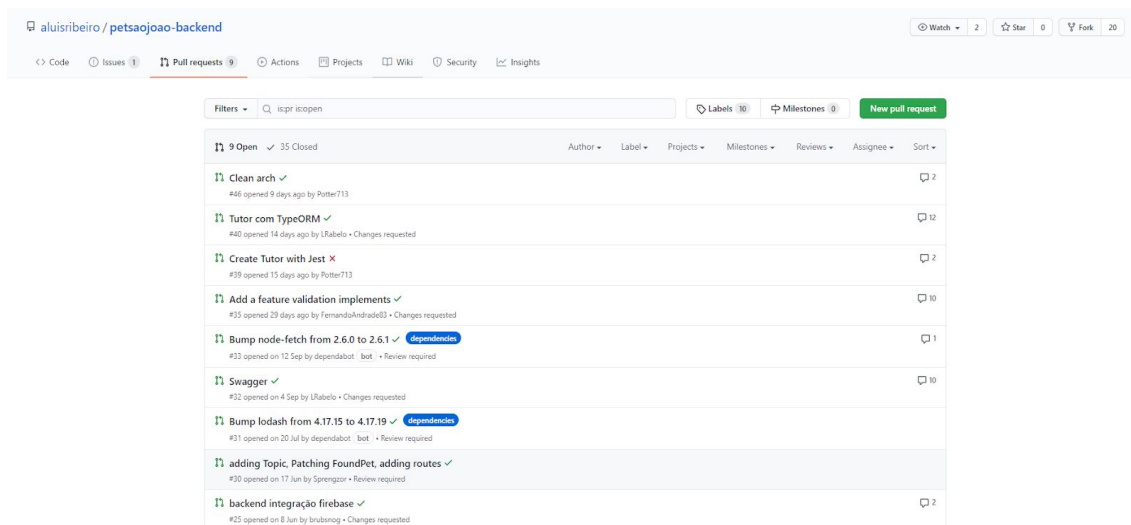 aluisribeiro / petsaojoao-backend
Watch 2 Star 0 Fork 20
Code Issues 1 Pull requests 9 Actions Projects Wiki Security Insights
Filters is:pr is:open Labels 10 Milestones 0 New pull request
9 Open 35 Closed Author Label Projects Milestones Reviews Assignee Sort
Clean arch 2
#46 opened 9 days ago by Potter713
Tutor com TypeORM 12
#40 opened 14 days ago by LRabelo • Changes requested
Create Tutor with Jest 2
#39 opened 15 days ago by Potter713
Add a feature validation implements 10
#35 opened 29 days ago by FernandoAndrade83 • Changes requested
Bump node-fetch from 2.6.0 to 2.6.1 dependencies 1
#33 opened on 12 Sep by dependabot bot • Review required
Swagger 10
#32 opened on 4 Sep by LRabelo • Changes requested
Bump lodash from 4.17.15 to 4.17.19 dependencies
#31 opened on 20 Jul by dependabot bot • Review required
adding Topic, Patching FoundPet, adding routes
#30 opened on 17 Jun by Sprengzor • Review required
backend integração firebase 2
#25 opened on 8 Jun by brubsnog • Changes requested